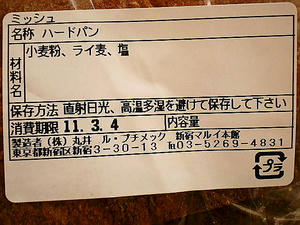 ミッシュ
名称 ハードパン
原材料名 小麦粉、ライ麦、塩
保存方法 直射日光、高温多湿を避けて保存して下さい
消費期限 11.3.4 内容量
製造者(株)丸井 ル・プチメック 新宿マルイ本館
東京都新宿区新宿3-30-13 ℡03-5269-4831
プラ